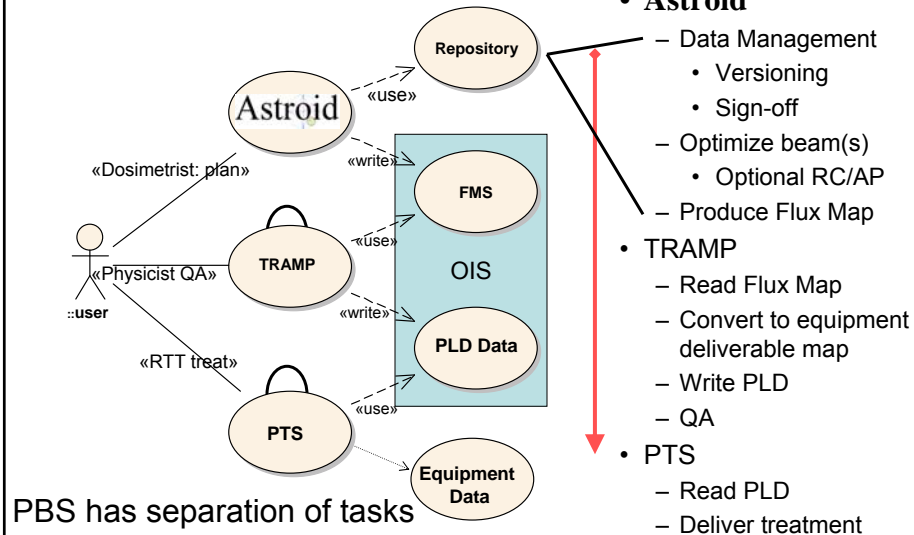 Repository
Astroid
«use»
«write»
«Dosimetrist: plan»
FMS
«use»
TRAMP
«Physicist QA»
OIS
::user
«write»
PLD Data
«RTT treat»
«use»
PTS
Equipment
Data
PBS has separation of tasks
• Astroid
– Data Management
• Versioning
• Sign-off
– Optimize beam(s)
• Optional RC/AP
– Produce Flux Map
• TRAMP
– Read Flux Map
– Convert to equipment
deliverable map
– Write PLD
– QA
• PTS
– Read PLD
– Deliver treatment